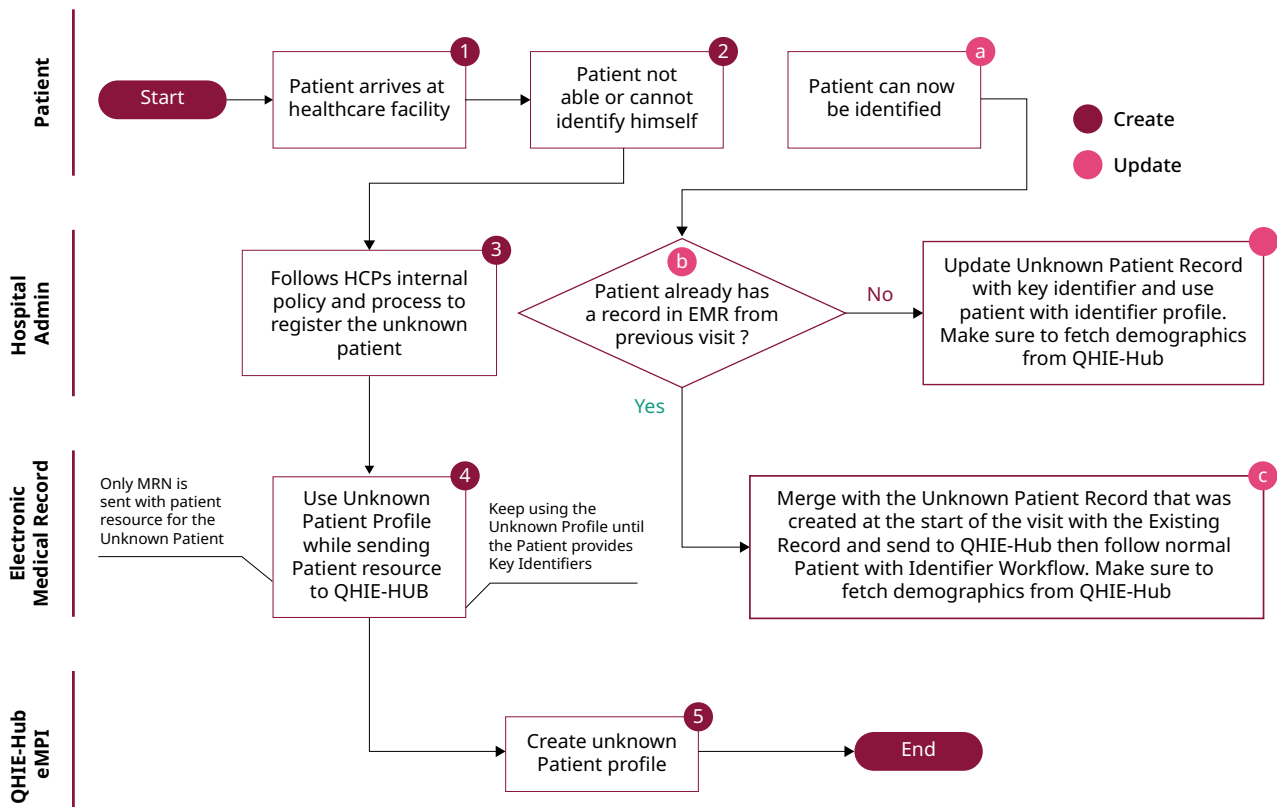 Patient
Start
1
Patient arrives at
healthcare facility
2
Patient not
able or cannot
identify himself
a
Patient can now
be identified
Create
Update
Hospital
Admin
3
Follows HCPs internal
policy and process to
register the unknown
patient
b
Patient already has
a record in EMR from
previous visit ?
No
Yes
Update Unknown Patient Record
with key identifier and use
patient with identifier profile.
Make sure to fetch demographics
from QHIE-Hub
Electronic
Medical Record
Only MRN is
sent with patient
resource for the
Unknown Patient
4
Use Unknown
Patient Profile
while sending
Patient resource
to QHIE-HUB
Keep using the
Unknown Profile until
the Patient provides
Key Identifiers
c
Merge with the Unknown Patient Record that was
created at the start of the visit with the Existing
Record and send to QHIE-Hub then follow normal
Patient with Identifier Workflow. Make sure to
fetch demographics from QHIE-Hub
QHIE-Hub
eMPI
5
Create unknown
Patient profile
End